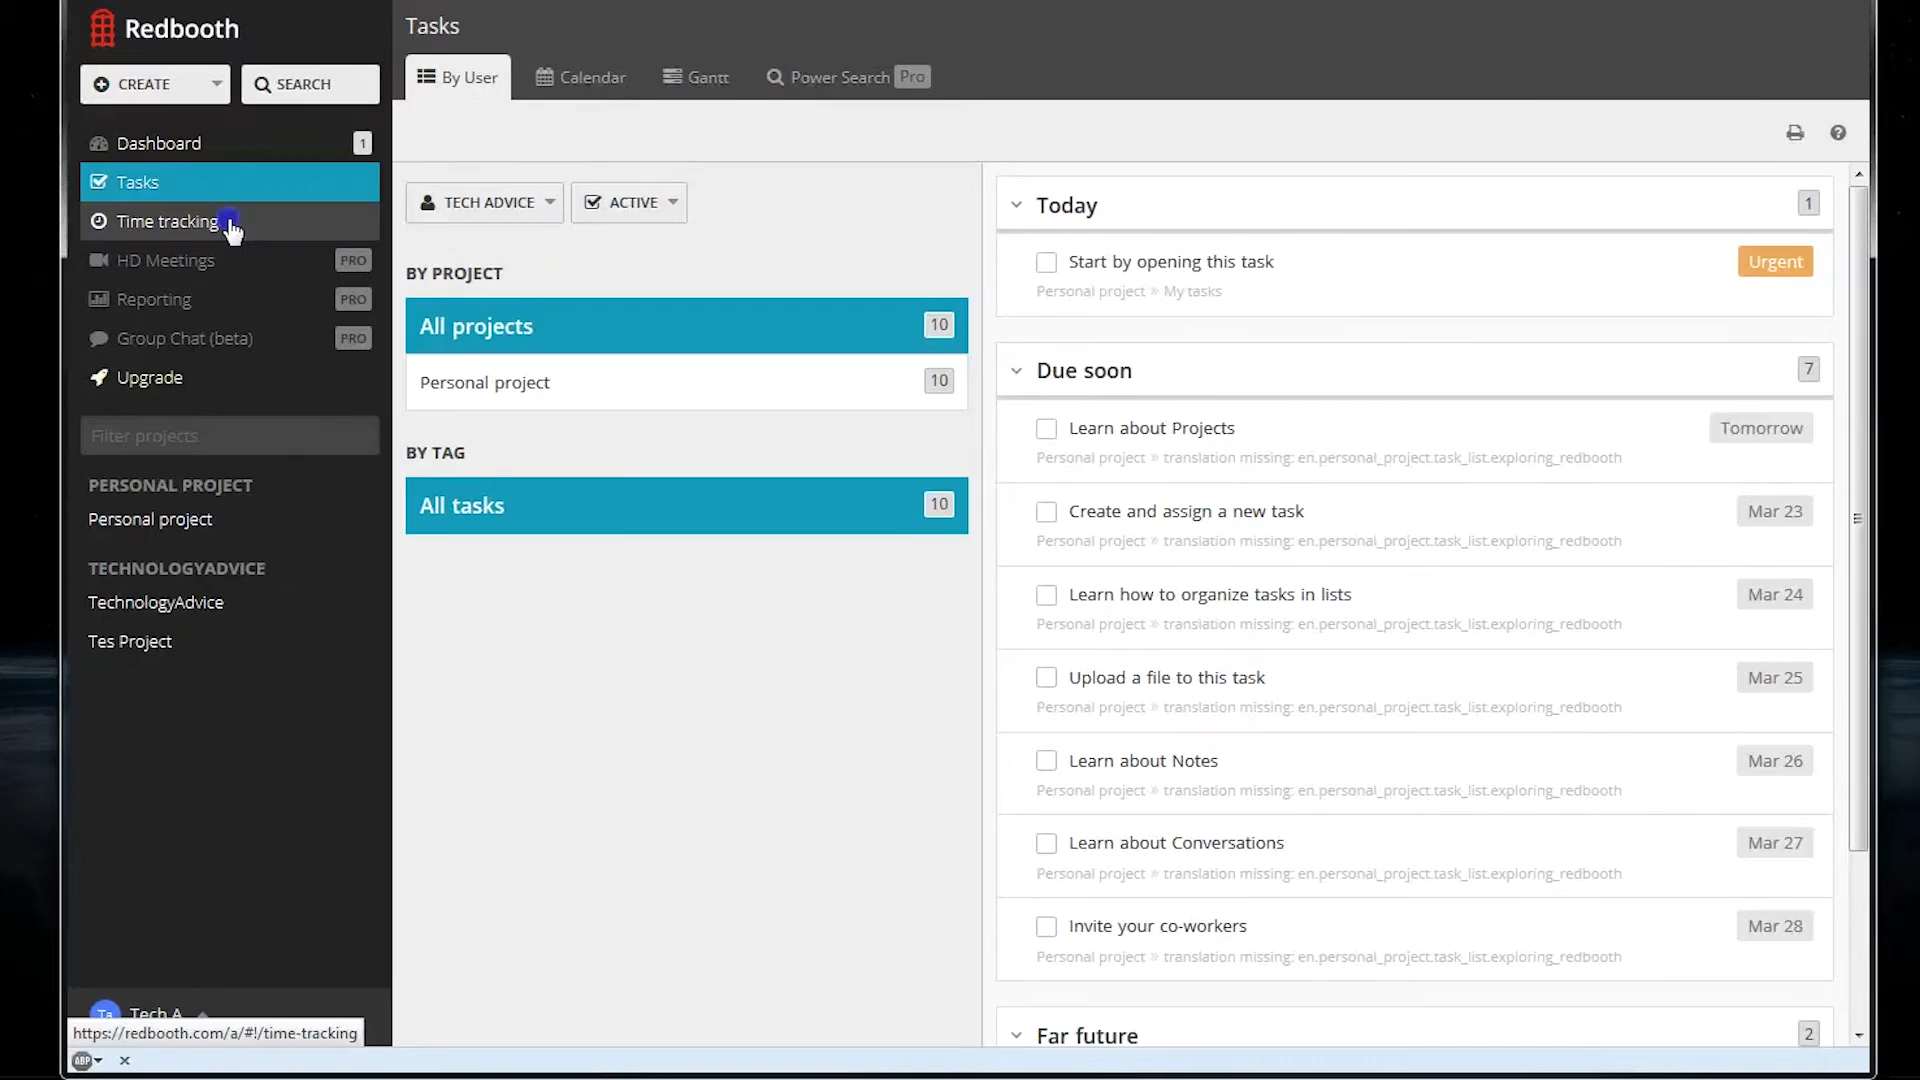 Redbooth
CREATE
SEARCH
Dashboard
1
Tasks
Time tracking
HD Meetings
PRO
Reporting
PRO
Group Chat (beta)
PRO
Upgrade
Filter projects
PERSONAL PROJECT
Personal project
TECHNOLOGYADVICE
TechnologyAdvice
Tes Project
Ta
Tech A
https://redbooth.com/a/#!/time-tracking
ABP
Tasks
By User
Calendar
Gantt
Power Search Pro
TECH ADVICE
ACTIVE
BY PROJECT
All projects
10
Personal project
10
BY TAG
All tasks
10
Today
1
Start by opening this task
Urgent
Personal project » My tasks
Due soon
7
Learn about Projects
Tomorrow
Personal project » translation missing: en.personal_project.task_list.exploring_redbooth
Create and assign a new task
Mar 23
Personal project » translation missing: en.personal_project.task_list.exploring_redbooth
Learn how to organize tasks in lists
Mar 24
Personal project » translation missing: en.personal_project.task_list.exploring_redbooth
Upload a file to this task
Mar 25
Personal project » translation missing: en.personal_project.task_list.exploring_redbooth
Learn about Notes
Mar 26
Personal project » translation missing: en.personal_project.task_list.exploring_redbooth
Learn about Conversations
Mar 27
Personal project » translation missing: en.personal_project.task_list.exploring_redbooth
Invite your co-workers
Mar 28
Personal project » translation missing: en.personal_project.task_list.exploring_redbooth
Far future
2